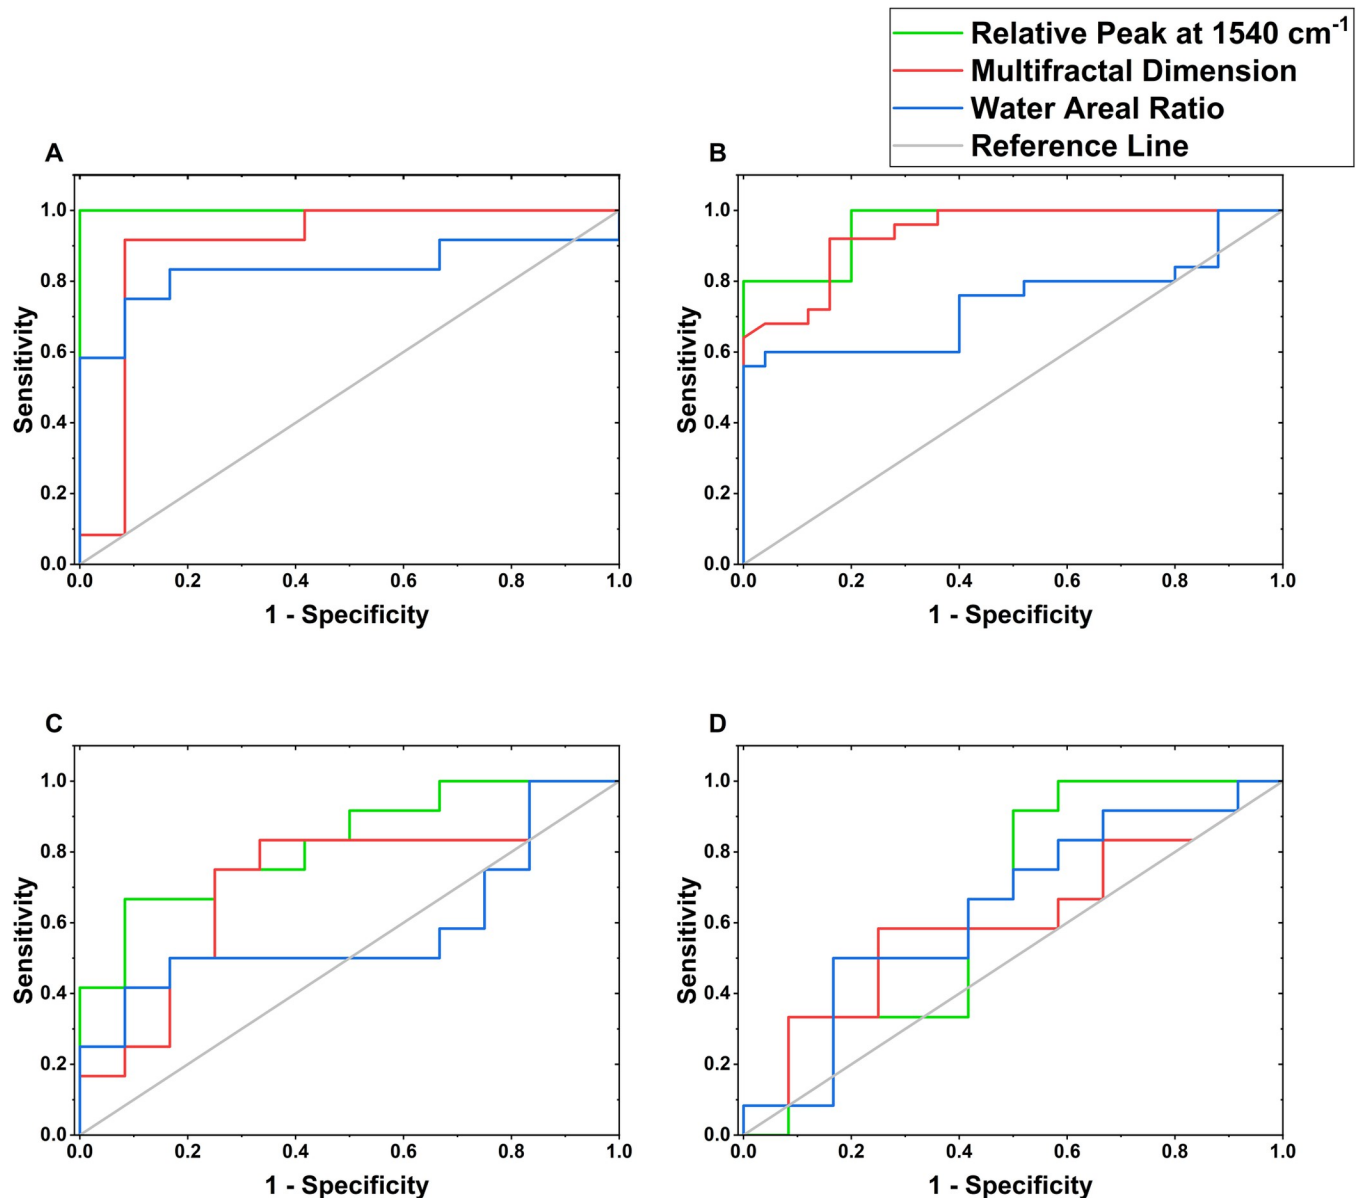 Relative Peak at 1540 cm⁻¹
Multifractal Dimension
Water Areal Ratio
Reference Line
A
1.0
0.8
0.6
0.4
0.2
0.0
Sensitivity
0.0 0.2 0.4 0.6 0.8 1.0
1 - Specificity
B
1.0
0.8
0.6
0.4
0.2
0.0
Sensitivity
0.0 0.2 0.4 0.6 0.8 1.0
1 - Specificity
C
1.0
0.8
0.6
0.4
0.2
0.0
Sensitivity
0.0 0.2 0.4 0.6 0.8 1.0
1 - Specificity
D
1.0
0.8
0.6
0.4
0.2
0.0
Sensitivity
0.0 0.2 0.4 0.6 0.8 1.0
1 - Specificity